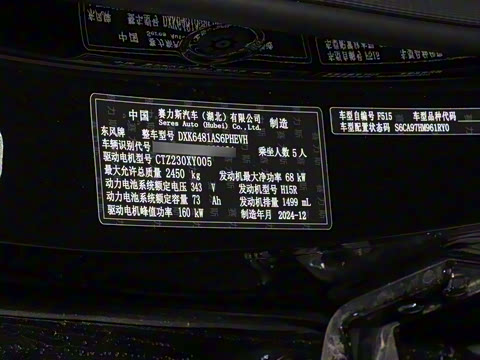 中国 赛力斯汽车(湖北)有限公司 制造
Seres Auto (Hubei) Co.,Ltd.
东风牌 整车型号 DXK6481AS6PHEVH
车辆识别代号 乘坐人数 5 人
驱动电机型号 CTZ230XY005
最大允许总质量 2450 kg 发动机最大净功率 68 kW
动力电池系统额定电压 343 V 发动机型号 H15R
动力电池系统额定容量 73 Ah 发动机排量 1499 mL
驱动电机峰值功率 160 kW 制造年月 2024-12
车型自编号 F515 车型品种代码
车型配置状态码 S6CA97HM961RY0